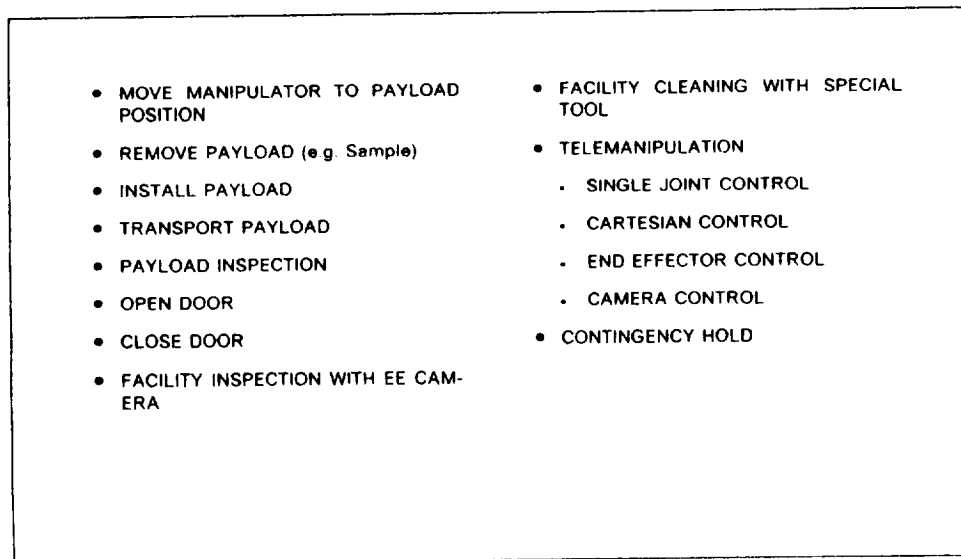 • MOVE MANIPULATOR TO PAYLOAD
POSITION
• REMOVE PAYLOAD (e.g. Sample)
• INSTALL PAYLOAD
• TRANSPORT PAYLOAD
• PAYLOAD INSPECTION
• OPEN DOOR
• CLOSE DOOR
• FACILITY INSPECTION WITH EE CAM-
ERA
• FACILITY CLEANING WITH SPECIAL
TOOL
• TELEMANIPULATION
• SINGLE JOINT CONTROL
• CARTESIAN CONTROL
• END EFFECTOR CONTROL
• CAMERA CONTROL
• CONTINGENCY HOLD